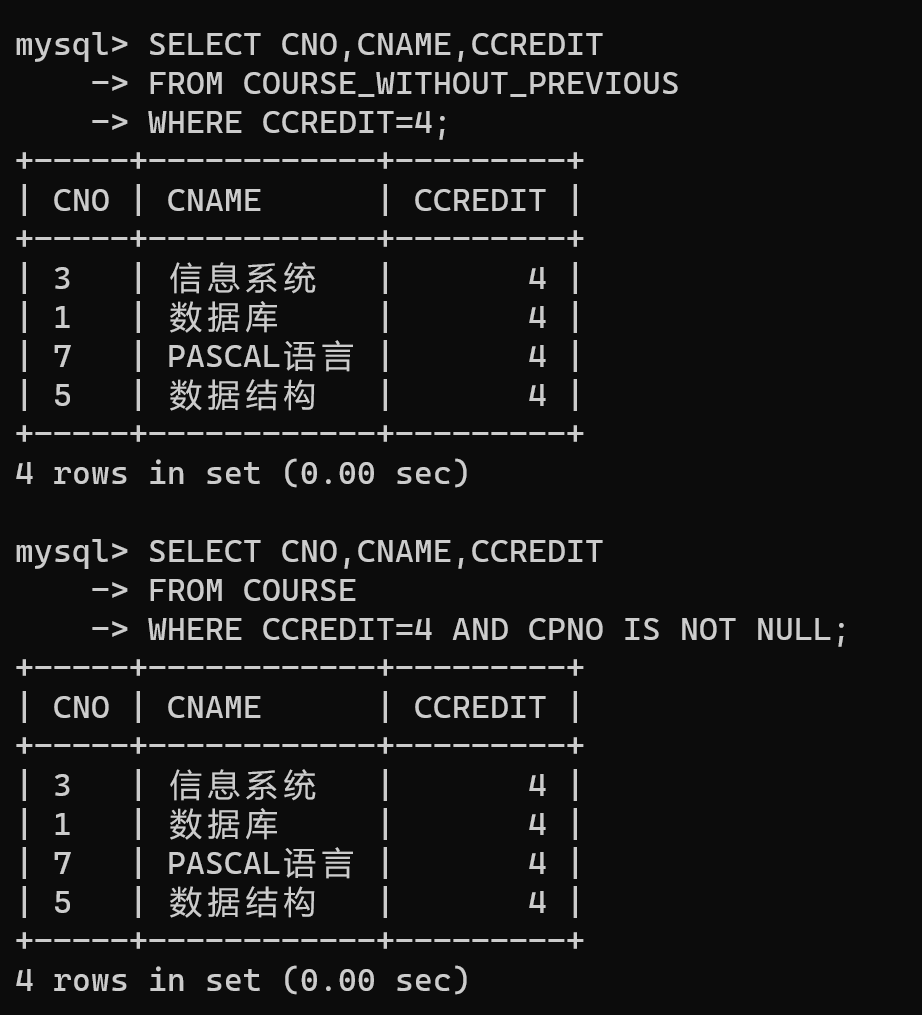 mysql> SELECT CNO,CNAME,CCREDIT
    -> FROM COURSE_WITHOUT_PREVIOUS
    -> WHERE CCREDIT=4;
+-----+------------+---------+
| CNO | CNAME      | CCREDIT |
+-----+------------+---------+
| 3   | 信息系统   |       4 |
| 1   | 数据库     |       4 |
| 7   | PASCAL语言 |       4 |
| 5   | 数据结构   |       4 |
+-----+------------+---------+
4 rows in set (0.00 sec)

mysql> SELECT CNO,CNAME,CCREDIT
    -> FROM COURSE
    -> WHERE CCREDIT=4 AND CPNO IS NOT NULL;
+-----+------------+---------+
| CNO | CNAME      | CCREDIT |
+-----+------------+---------+
| 3   | 信息系统   |       4 |
| 1   | 数据库     |       4 |
| 7   | PASCAL语言 |       4 |
| 5   | 数据结构   |       4 |
+-----+------------+---------+
4 rows in set (0.00 sec)